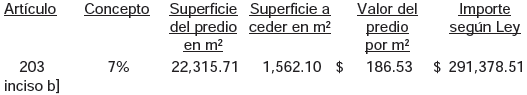 Artículo Concepto Superficie Superficie a Valor del Importe
del predio ceder en m² predio según Ley
en m² por m²
203 7% 22,315.71 1,562.10 $ 186.53 $ 291,378.51
inciso b]